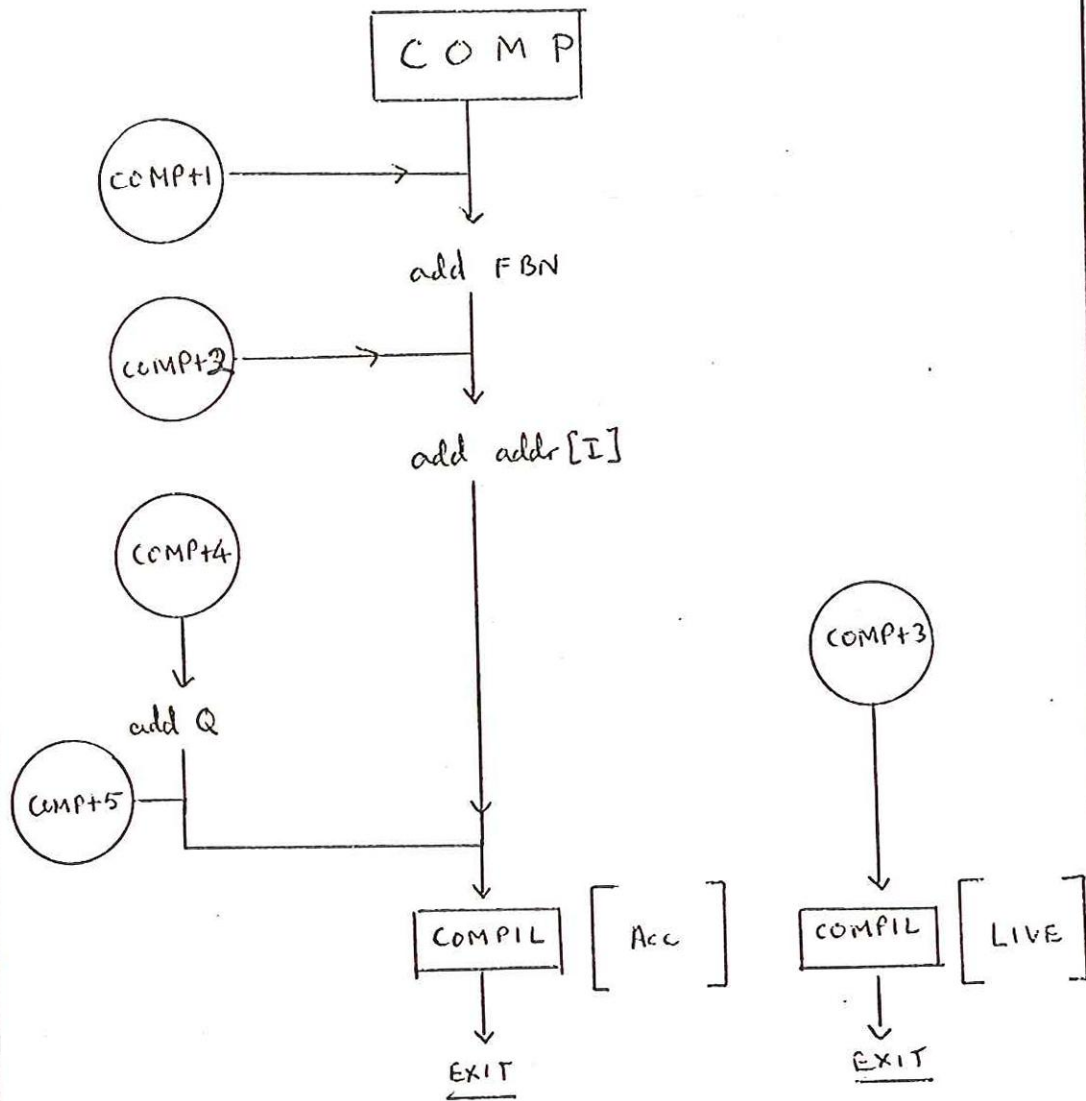 COMP
COMP+1
add FBN
COMP+2
add addr[I]
COMP+4
COMP+3
add Q
COMP+5
COMPIL [ Acc ]
COMPIL [ LIVE ]
EXIT
EXIT